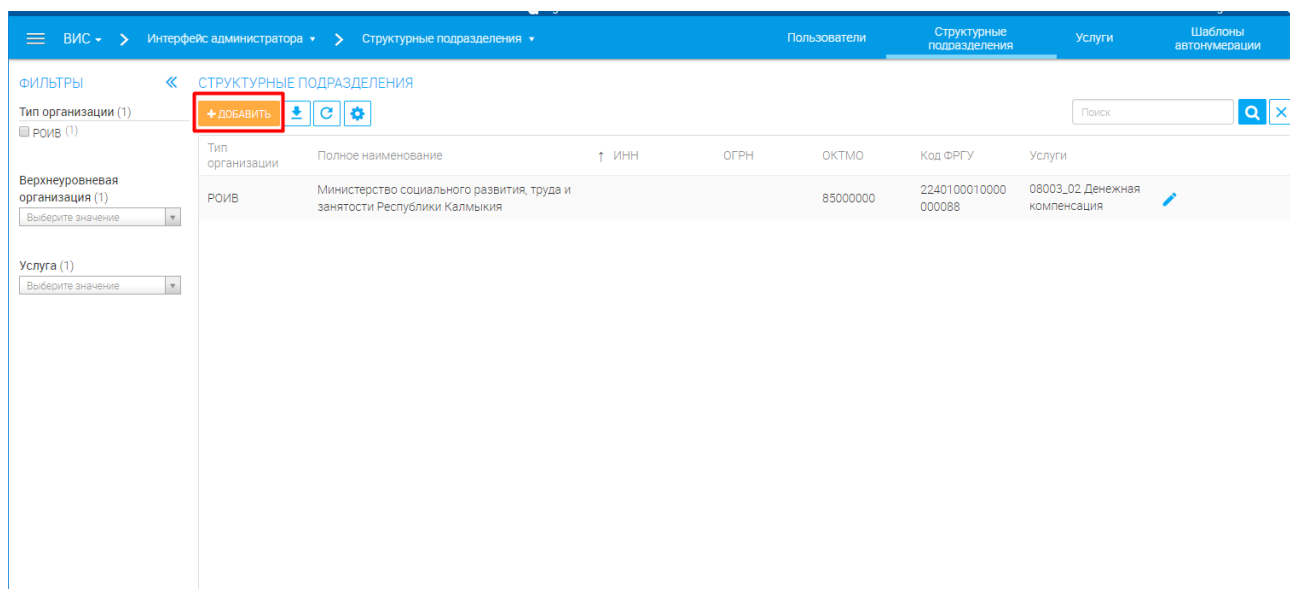 ВИС
Интерфейс администратора
Структурные подразделения
Пользователи
Структурные
подразделения
Услуги
Шаблоны
автонумерации
ФИЛЬТРЫ
Тип организации (1)
РОИВ (1)
Верхнеуровневая
организация (1)
Выберите значение
Услуга (1)
Выберите значение
СТРУКТУРНЫЕ ПОДРАЗДЕЛЕНИЯ
+ ДОБАВИТЬ
Поиск
Тип
организации
Полное наименование
↑ ИНН
ОГРН
ОКТМО
Код ФРГУ
Услуги
РОИВ
Министерство социального развития, труда и
занятости Республики Калмыкия
85000000
2240100010000
000088
08003_02 Денежная
компенсация